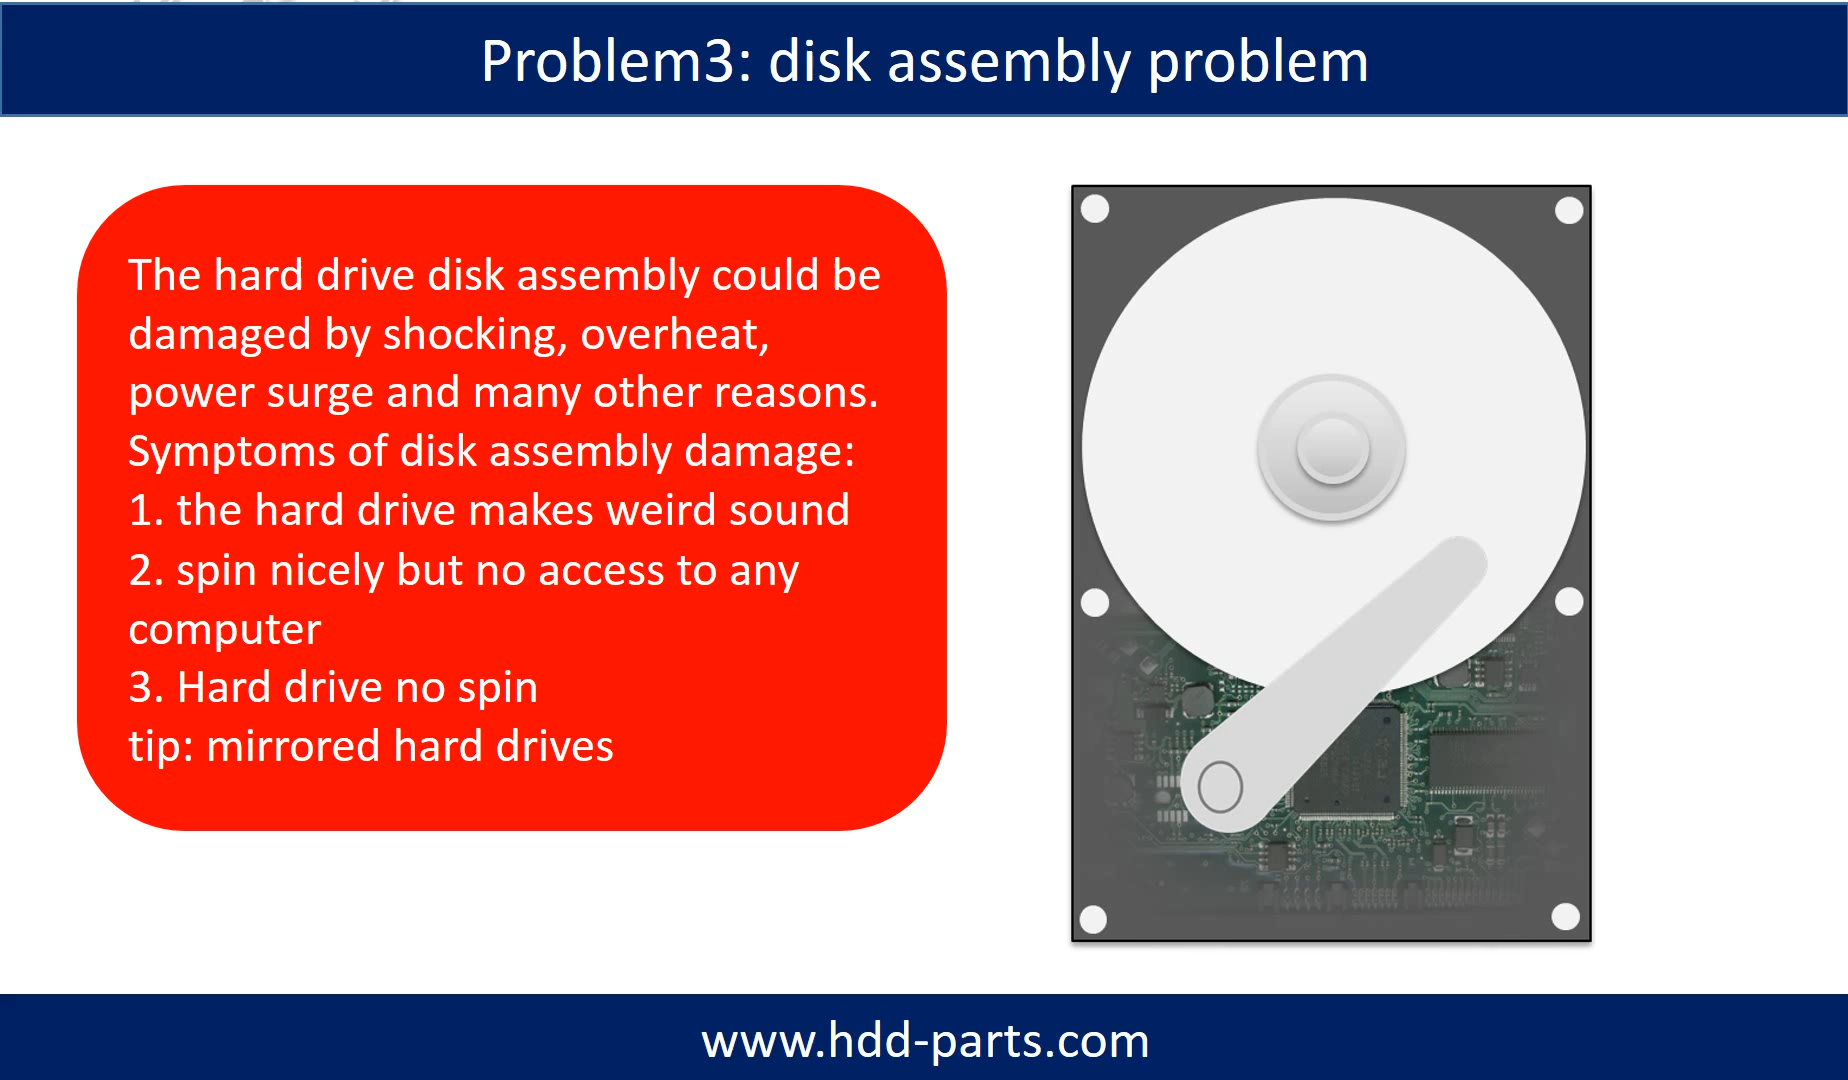 Problem3: disk assembly problem
The hard drive disk assembly could be
damaged by shocking, overheat,
power surge and many other reasons.
Symptoms of disk assembly damage:
1. the hard drive makes weird sound
2. spin nicely but no access to any
computer
3. Hard drive no spin
tip: mirrored hard drives
www.hdd-parts.com